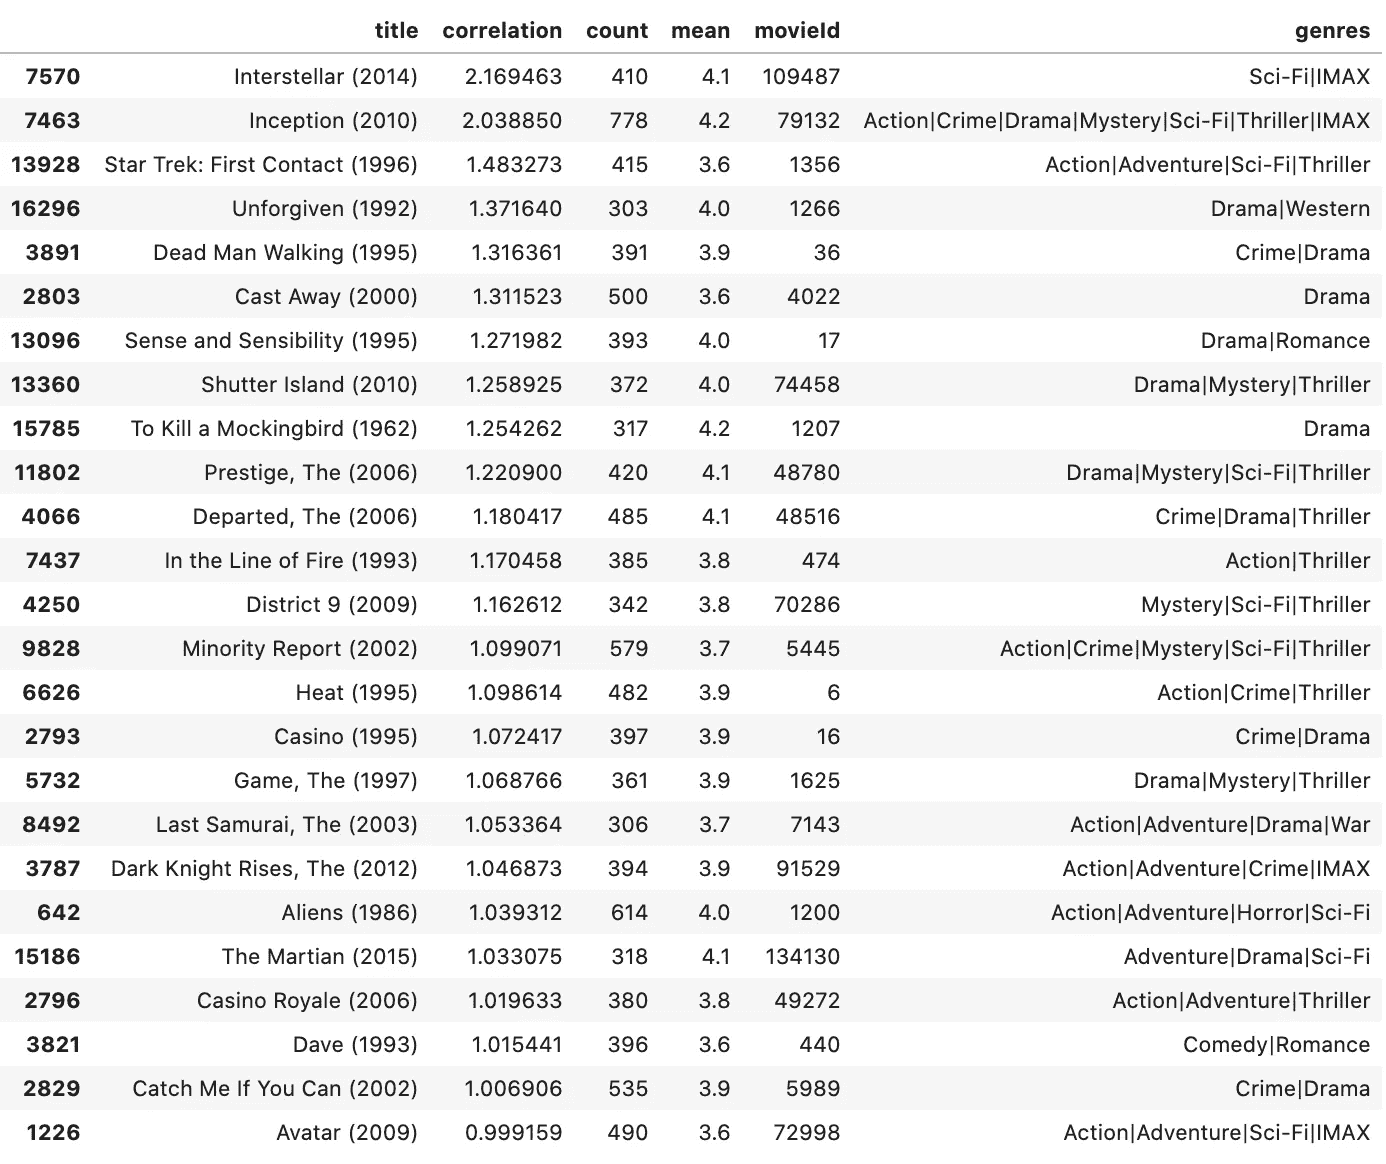 title correlation count mean movieId genres
7570 Interstellar (2014) 2.169463 410 4.1 109487 Sci-Fi|IMAX
7463 Inception (2010) 2.038850 778 4.2 79132 Action|Crime|Drama|Mystery|Sci-Fi|Thriller|IMAX
13928 Star Trek: First Contact (1996) 1.483273 415 3.6 1356 Action|Adventure|Sci-Fi|Thriller
16296 Unforgiven (1992) 1.371640 303 4.0 1266 Drama|Western
3891 Dead Man Walking (1995) 1.316361 391 3.9 36 Crime|Drama
2803 Cast Away (2000) 1.311523 500 3.6 4022 Drama
13096 Sense and Sensibility (1995) 1.271982 393 4.0 17 Drama|Romance
13360 Shutter Island (2010) 1.258925 372 4.0 74458 Drama|Mystery|Thriller
15785 To Kill a Mockingbird (1962) 1.254262 317 4.2 1207 Drama
11802 Prestige, The (2006) 1.220900 420 4.1 48780 Drama|Mystery|Sci-Fi|Thriller
4066 Departed, The (2006) 1.180417 485 4.1 48516 Crime|Drama|Thriller
7437 In the Line of Fire (1993) 1.170458 385 3.8 474 Action|Thriller
4250 District 9 (2009) 1.162612 342 3.8 70286 Mystery|Sci-Fi|Thriller
9828 Minority Report (2002) 1.099071 579 3.7 5445 Action|Crime|Mystery|Sci-Fi|Thriller
6626 Heat (1995) 1.098614 482 3.9 6 Action|Crime|Thriller
2793 Casino (1995) 1.072417 397 3.9 16 Crime|Drama
5732 Game, The (1997) 1.068766 361 3.9 1625 Drama|Mystery|Thriller
8492 Last Samurai, The (2003) 1.053364 306 3.7 7143 Action|Adventure|Drama|War
3787 Dark Knight Rises, The (2012) 1.046873 394 3.9 91529 Action|Adventure|Crime|IMAX
642 Aliens (1986) 1.039312 614 4.0 1200 Action|Adventure|Horror|Sci-Fi
15186 The Martian (2015) 1.033075 318 4.1 134130 Adventure|Drama|Sci-Fi
2796 Casino Royale (2006) 1.019633 380 3.8 49272 Action|Adventure|Thriller
3821 Dave (1993) 1.015441 396 3.6 440 Comedy|Romance
2829 Catch Me If You Can (2002) 1.006906 535 3.9 5989 Crime|Drama
1226 Avatar (2009) 0.999159 490 3.6 72998 Action|Adventure|Sci-Fi|IMAX